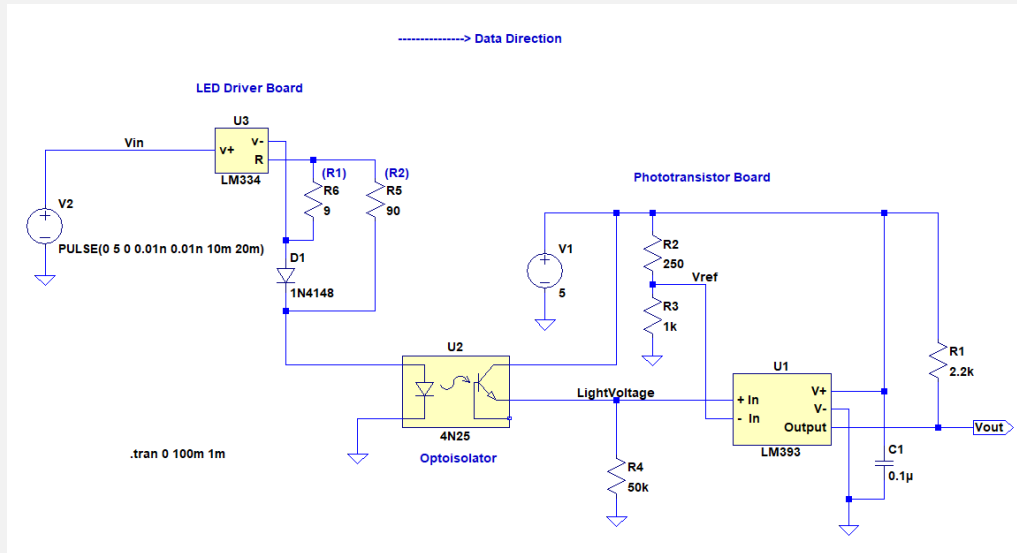 ---------------> Data Direction
LED Driver Board
U3
Vin
v+
v-
R
LM334
(R1)
R6
9
(R2)
R5
90
V2
PULSE(0 5 0 0.01n 0.01n 10m 20m)
D1
1N4148
Phototransistor Board
V1
5
R2
250
Vref
R3
1k
U2
4N25
Optoisolator
LightVoltage
R4
50k
U1
+ In
- In
V+
V-
Output
LM393
R1
2.2k
Vout
C1
0.1µ
.tran 0 100m 1m